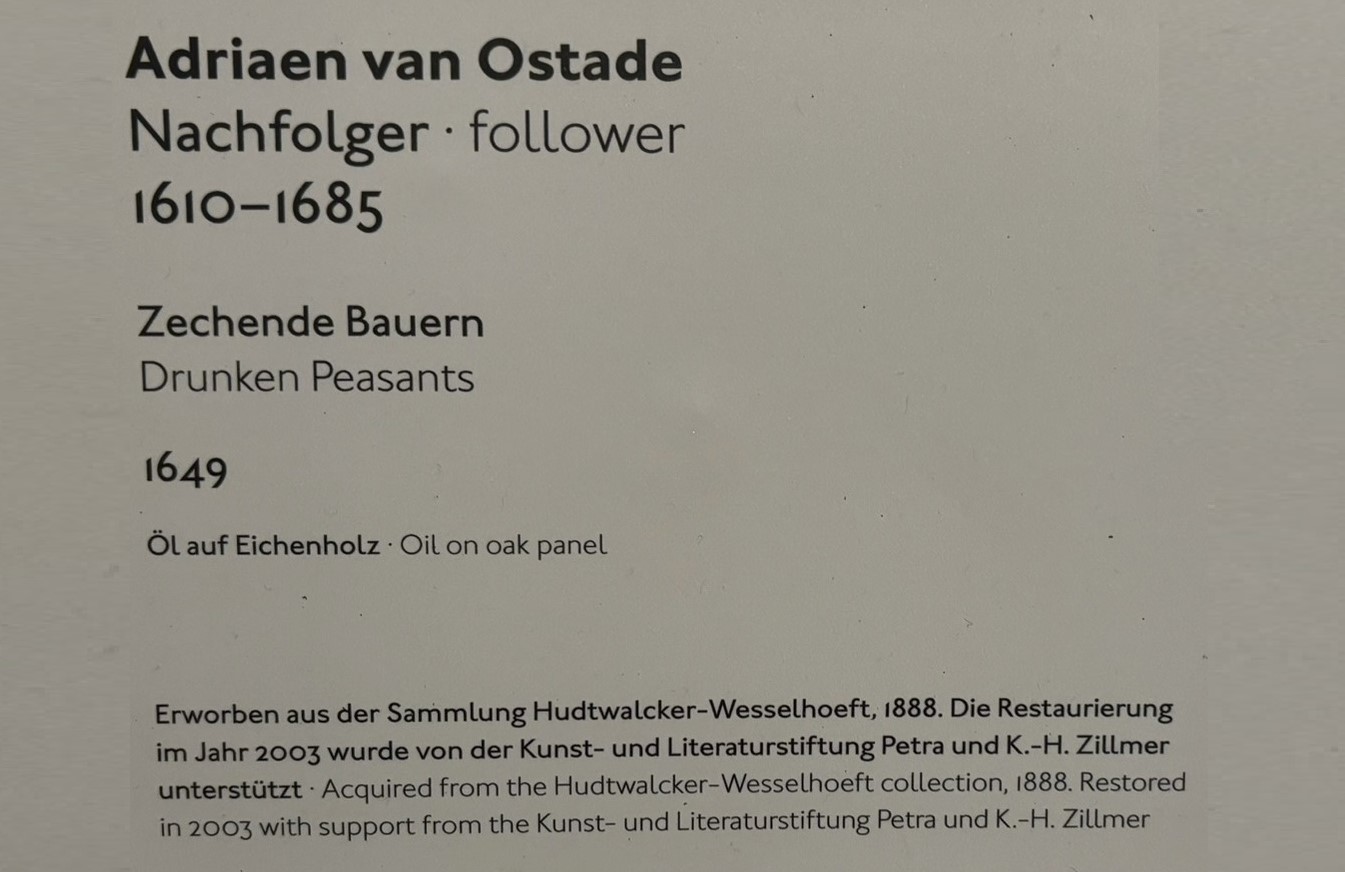 Adriaen van Ostade
Nachfolger · follower
1610–1685
Zechende Bauern
Drunken Peasants
1649
Öl auf Eichenholz · Oil on oak panel
Erworben aus der Sammlung Hudtwalcker-Wesselhoeft, 1888. Die Restaurierung
im Jahr 2003 wurde von der Kunst- und Literaturstiftung Petra und K.-H. Zillmer
unterstützt · Acquired from the Hudtwalcker-Wesselhoeft collection, 1888. Restored
in 2003 with support from the Kunst- und Literaturstiftung Petra und K.-H. Zillmer